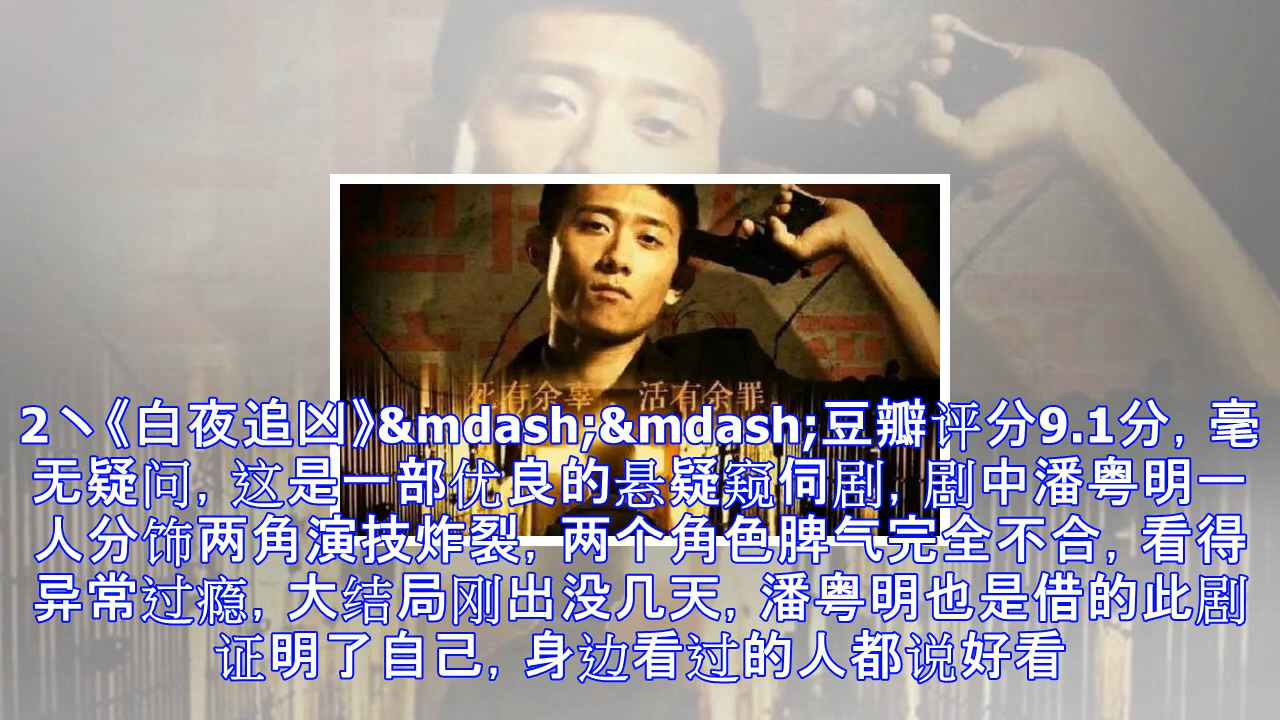 死有余辜 活有余罪
2丶《白夜追凶》&mdash;&mdash;豆瓣评分9.1分，毫
无疑问，这是一部优良的悬疑窥伺剧，剧中潘粤明一
人分饰两角演技炸裂，两个角色脾气完全不合，看得
异常过瘾，大结局刚出没几天，潘粤明也是借的此剧
证明了自己，身边看过的人都说好看